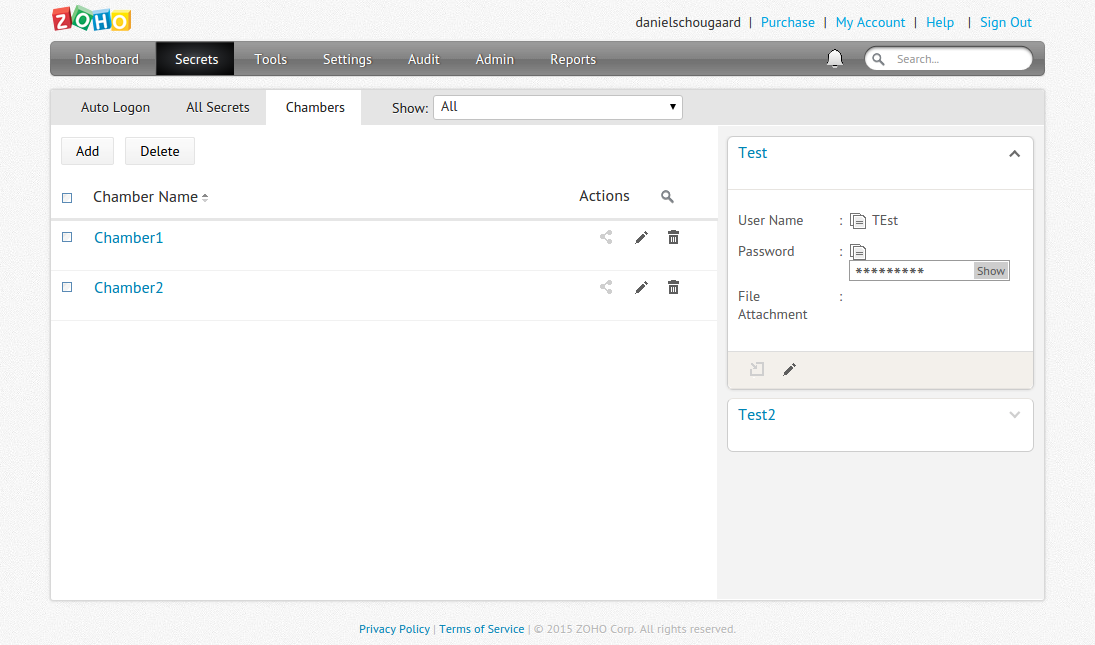 ZOHO
danielschougaard | Purchase | My Account | Help | Sign Out
Dashboard Secrets Tools Settings Audit Admin Reports Search...
Auto Logon All Secrets Chambers Show: All
Add Delete
Chamber Name Actions
Chamber1
Chamber2
Test
User Name : TEst
Password :
********* Show
File :
Attachment
Test2
Privacy Policy | Terms of Service | © 2015 ZOHO Corp. All rights reserved.